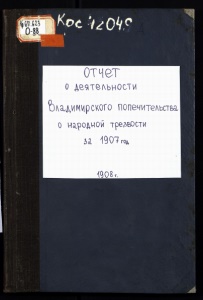 Кос 12049
О-88
Отчет
о деятельности
Владимирского попечительства
о народной трезвости
за 1907 год
1908 г.